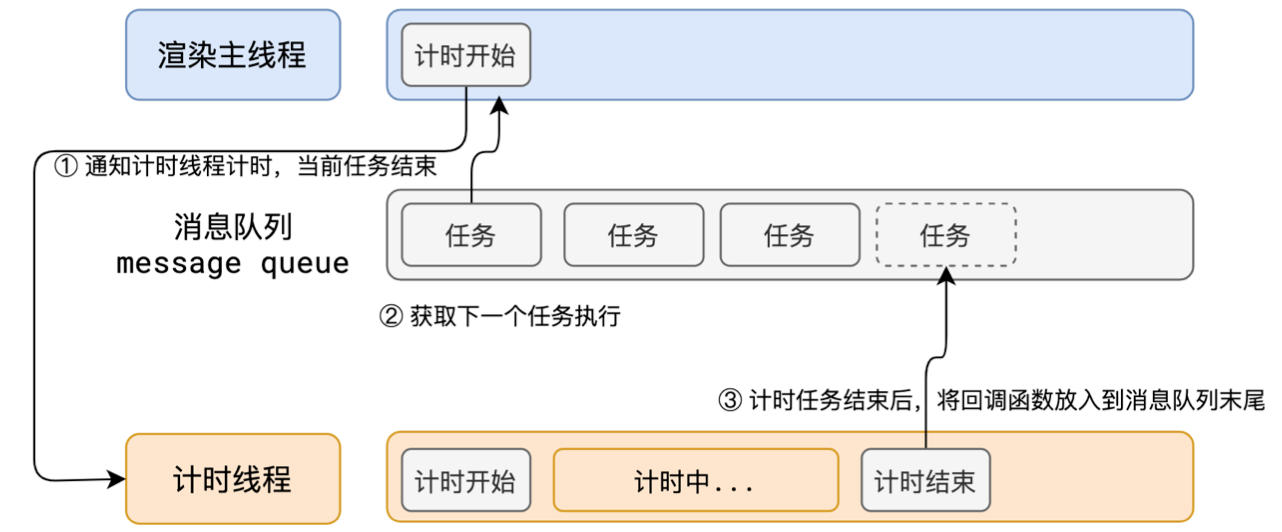 渲染主线程
计时开始
① 通知计时线程计时，当前任务结束
消息队列
message queue
任务
任务
任务
任务
② 获取下一个任务执行
③ 计时任务结束后，将回调函数放入到消息队列末尾
计时线程
计时开始
计时中...
计时结束